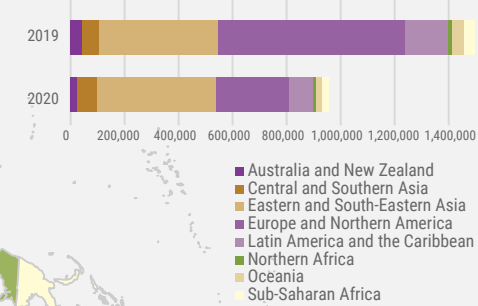 2019
2020
0 200,000 400,000 600,000 800,000 1,000,000 1,200,000 1,400,000
Australia and New Zealand
Central and Southern Asia
Eastern and South-Eastern Asia
Europe and Northern America
Latin America and the Caribbean
Northern Africa
Oceania
Sub-Saharan Africa